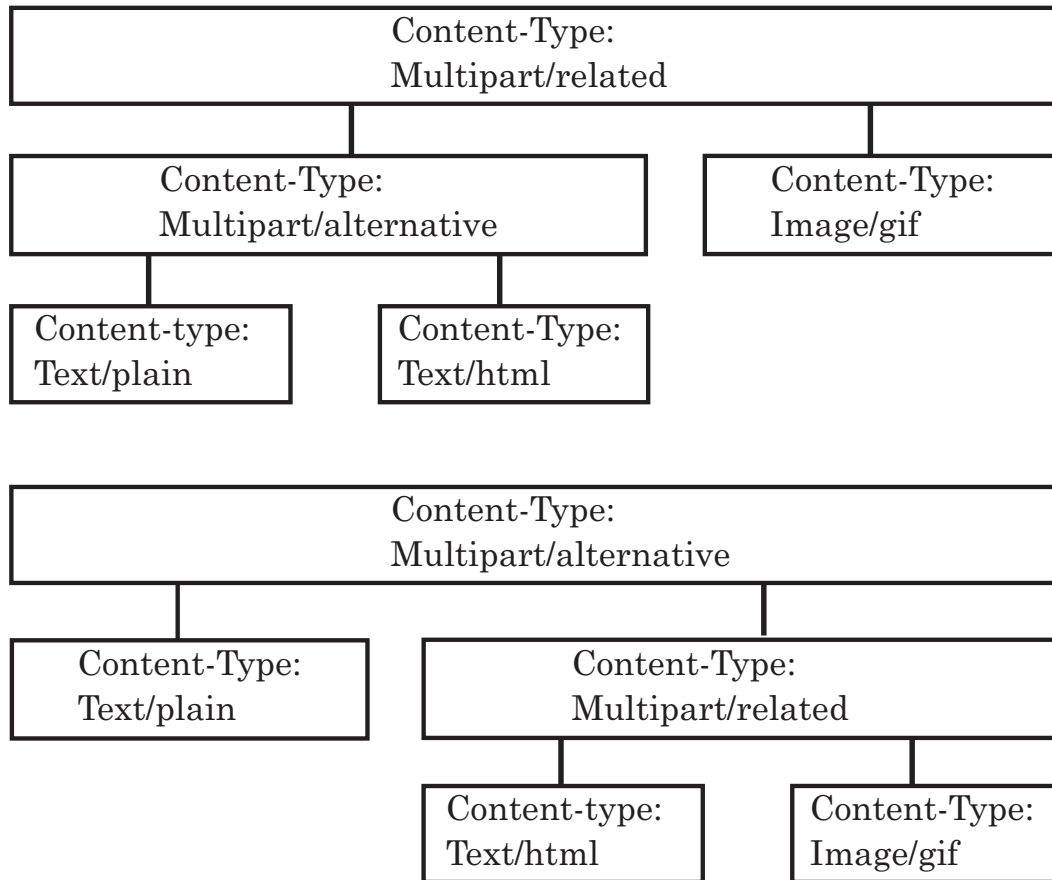 Content-Type:
Multipart/related
Content-Type:
Multipart/alternative
Content-Type:
Image/gif
Content-type:
Text/plain
Content-Type:
Text/html
Content-Type:
Multipart/alternative
Content-Type:
Text/plain
Content-Type:
Multipart/related
Content-type:
Text/html
Content-Type:
Image/gif